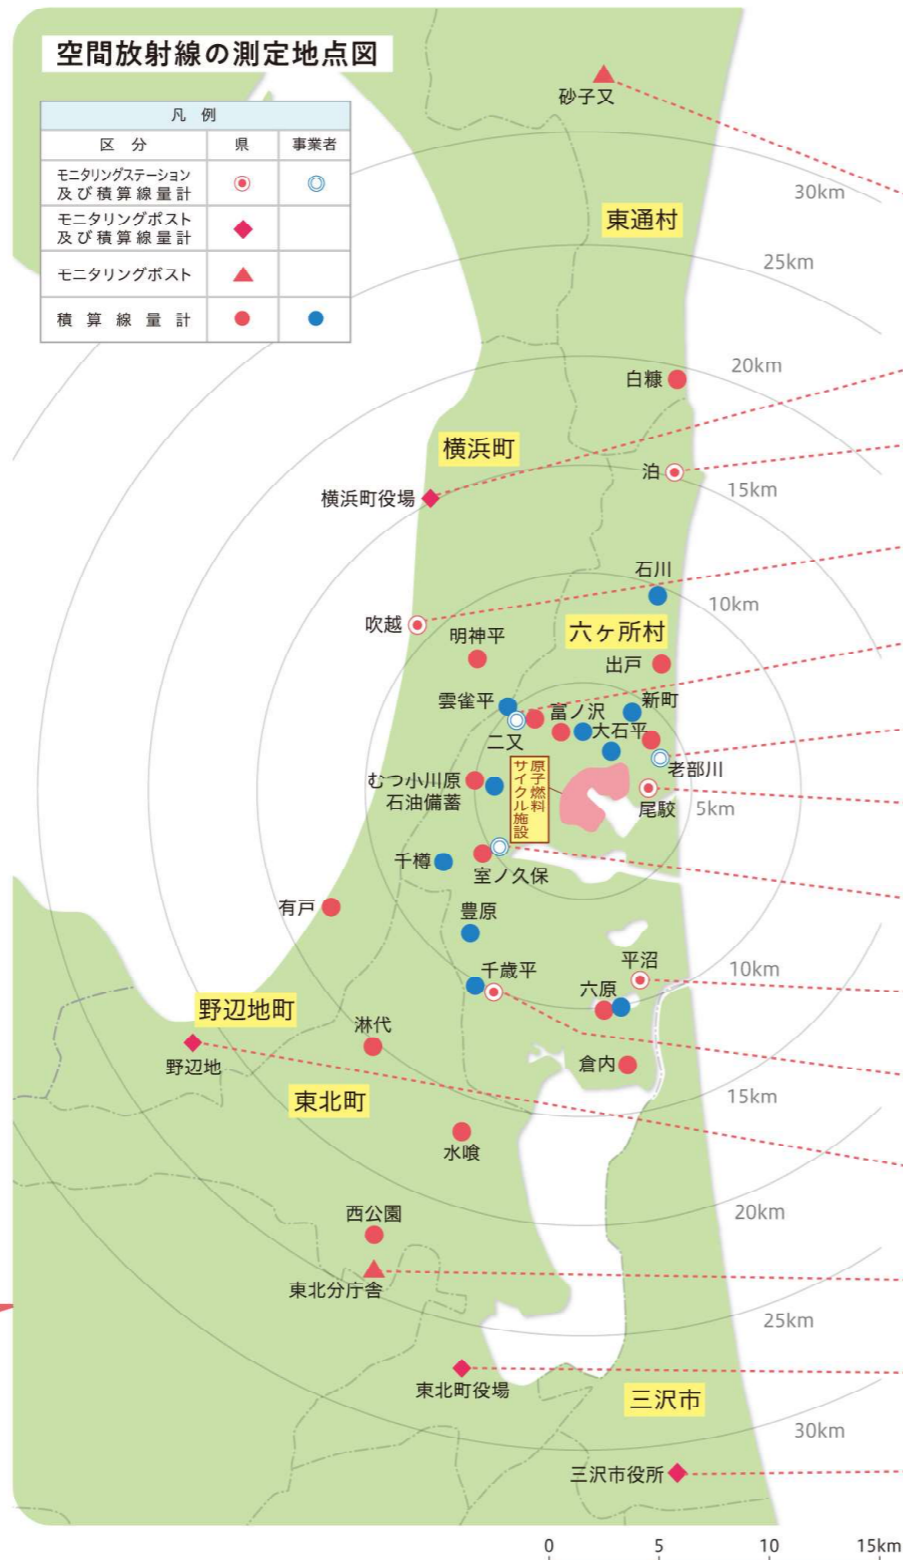 空間放射線の測定地点図
凡 例
区 分 県 事業者
モニタリングステーション
及び積算線量計
モニタリングポスト
及び積算線量計
モニタリングポスト
積算線量計
砂子又
30km
東通村
25km
20km
白糠
横浜町
泊
15km
横浜町役場
石川
10km
吹越
六ヶ所村
明神平
出戸
雲雀平
新町
富ノ沢
大石平
二又
老部川
原子燃料
サイクル施設
むつ小川原
石油備蓄
尾駮
5km
千樽
室ノ久保
有戸
豊原
平沼
千歳平
10km
六原
野辺地町
淋代
野辺地
倉内
東北町
15km
水喰
西公園
20km
東北分庁舎
25km
東北町役場
三沢市
30km
三沢市役所
0 5 10 15km